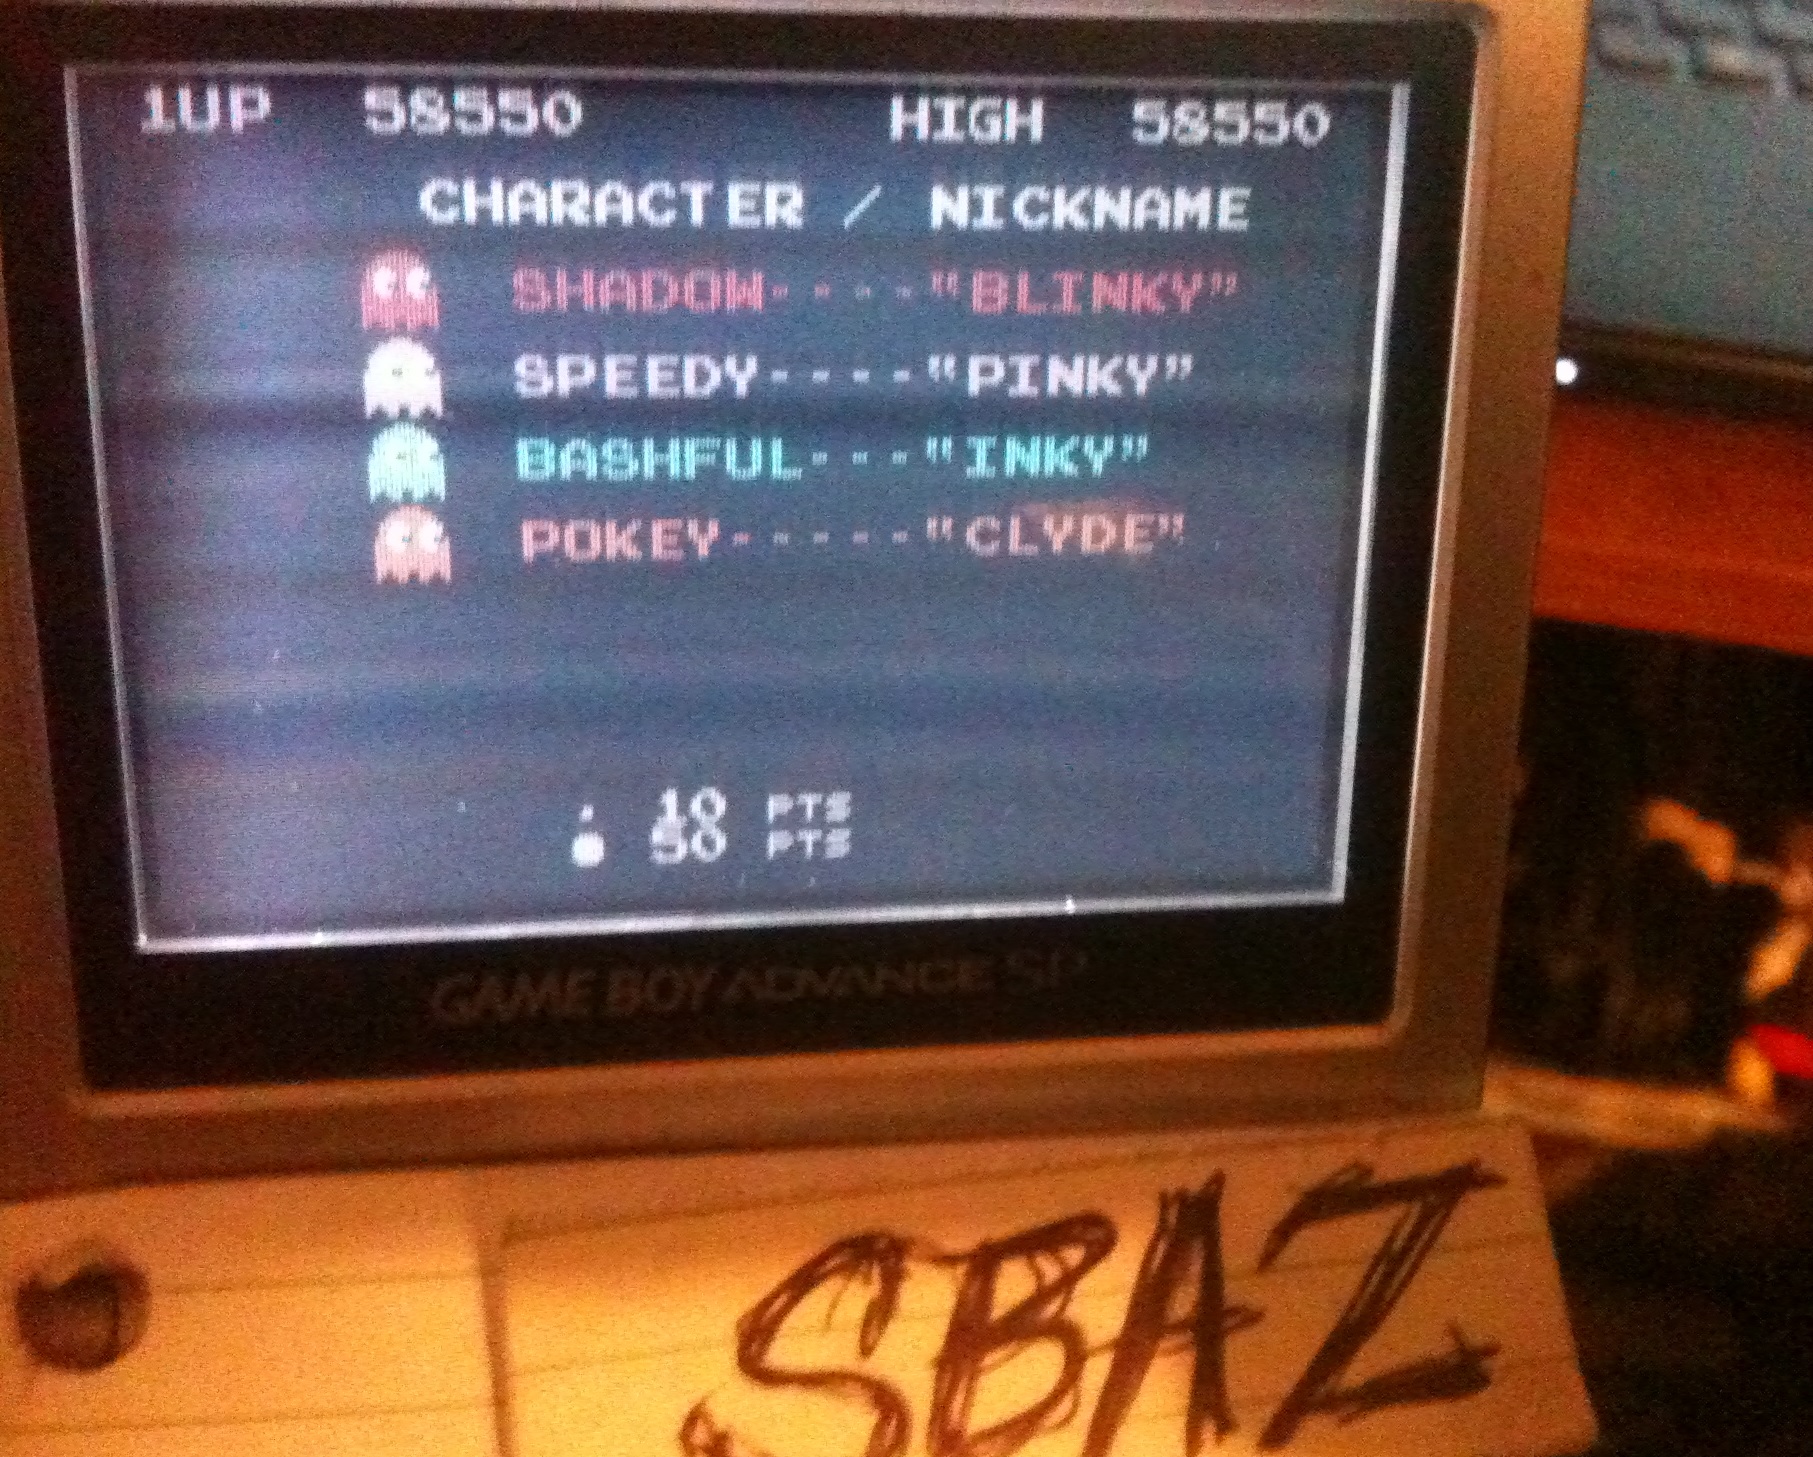 1UP 58550 HIGH 58550
CHARACTER / NICKNAME
SHADOW----"BLINKY"
SPEEDY----"PINKY"
BASHFUL---"INKY"
POKEY-----"CLYDE"
10 PTS
50 PTS
GAME BOY ADVANCE SP
SBAZ